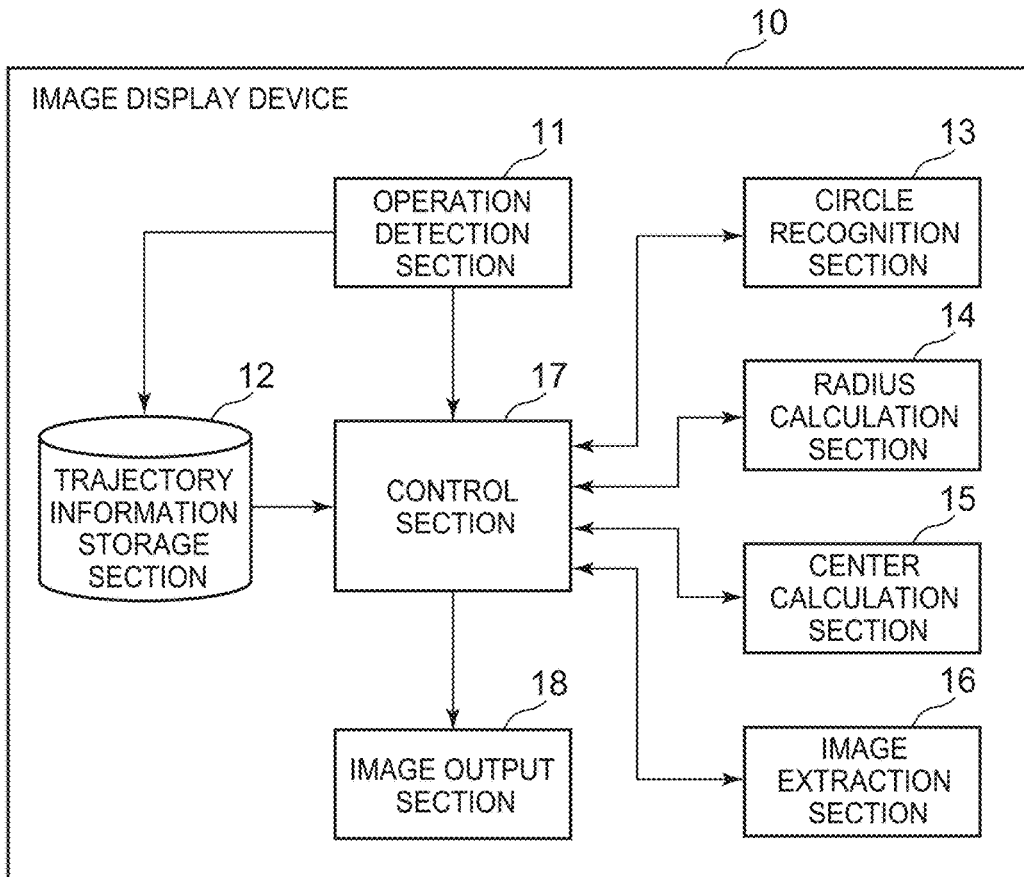 10
IMAGE DISPLAY DEVICE
11
OPERATION
DETECTION
SECTION
13
CIRCLE
RECOGNITION
SECTION
12
TRAJECTORY
INFORMATION
STORAGE
SECTION
17
CONTROL
SECTION
14
RADIUS
CALCULATION
SECTION
15
CENTER
CALCULATION
SECTION
18
IMAGE OUTPUT
SECTION
16
IMAGE
EXTRACTION
SECTION